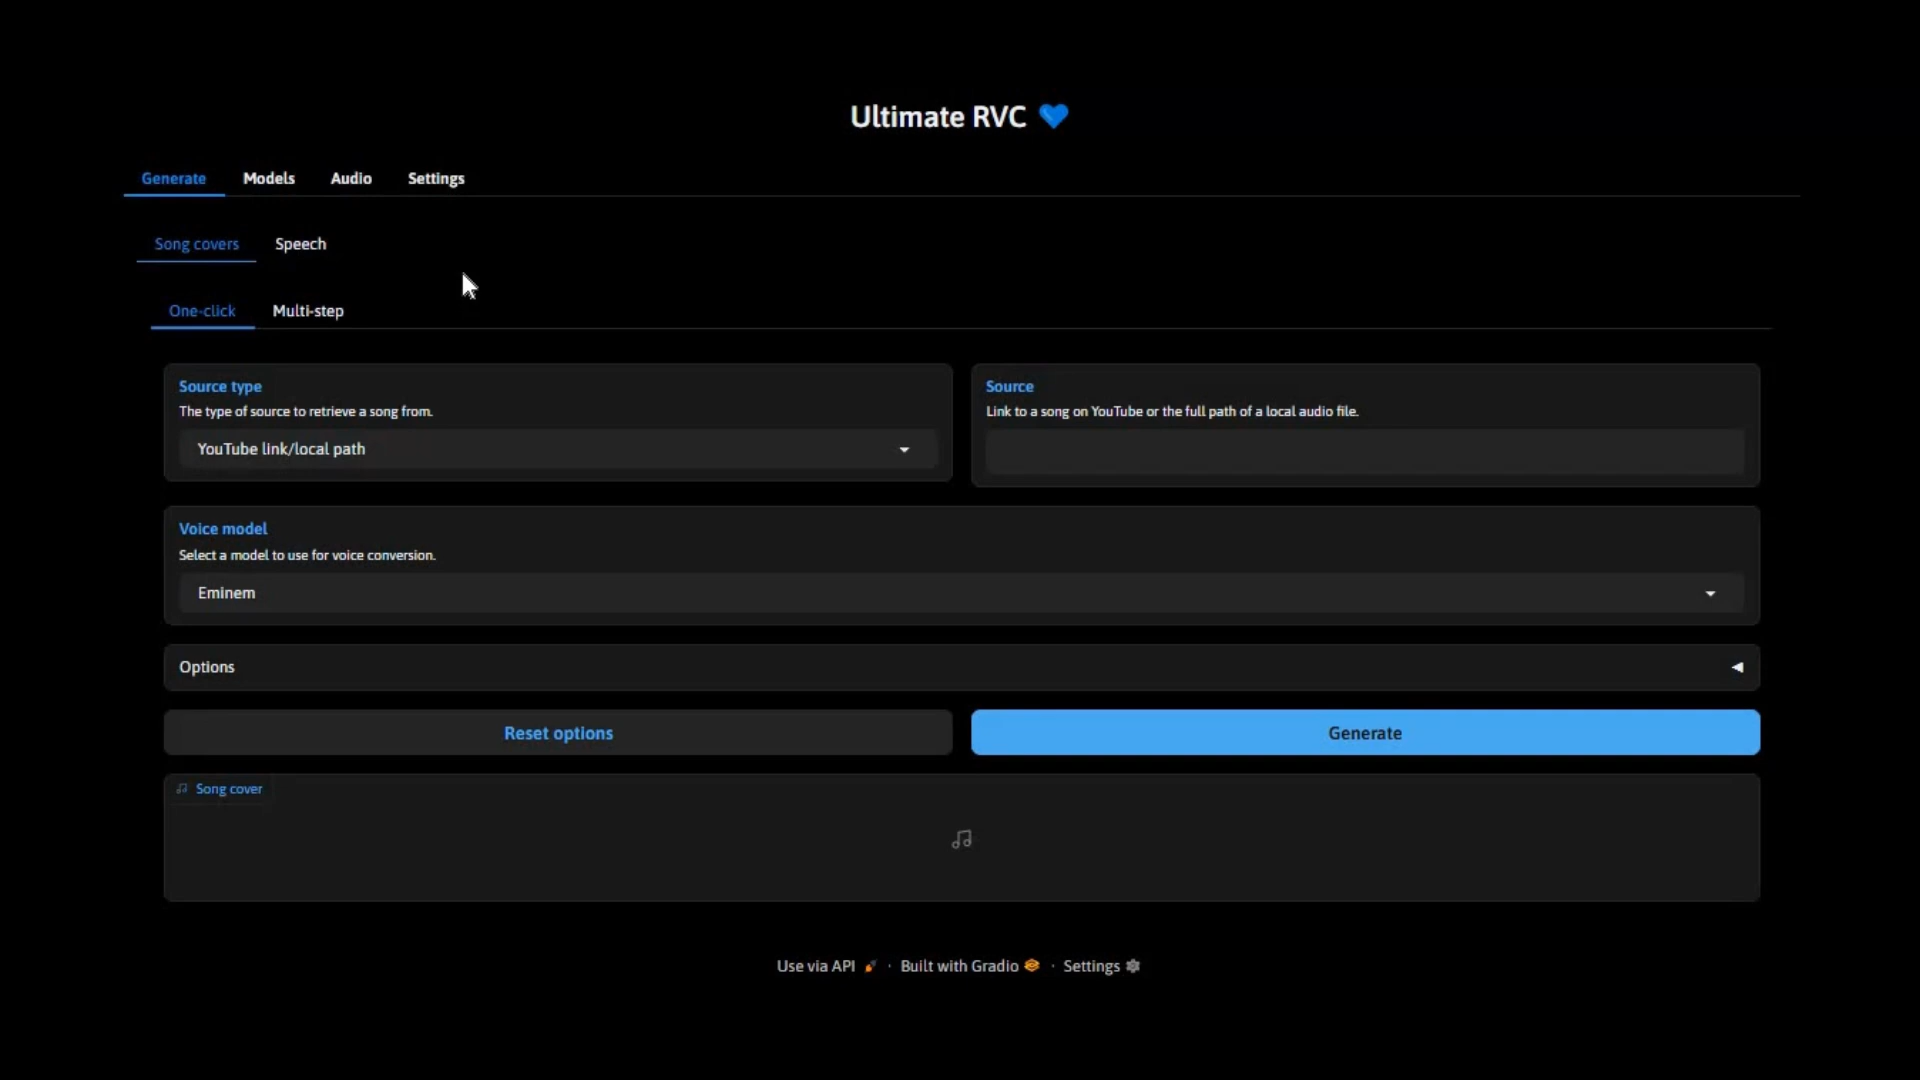 Ultimate RVC 💙
Generate Models Audio Settings
Song covers Speech
One-click Multi-step
Source type
The type of source to retrieve a song from.
YouTube link/local path
Source
Link to a song on YouTube or the full path of a local audio file.
Voice model
Select a model to use for voice conversion.
Eminem
Options
Reset options
Generate
Song cover
Use via API · Built with Gradio · Settings